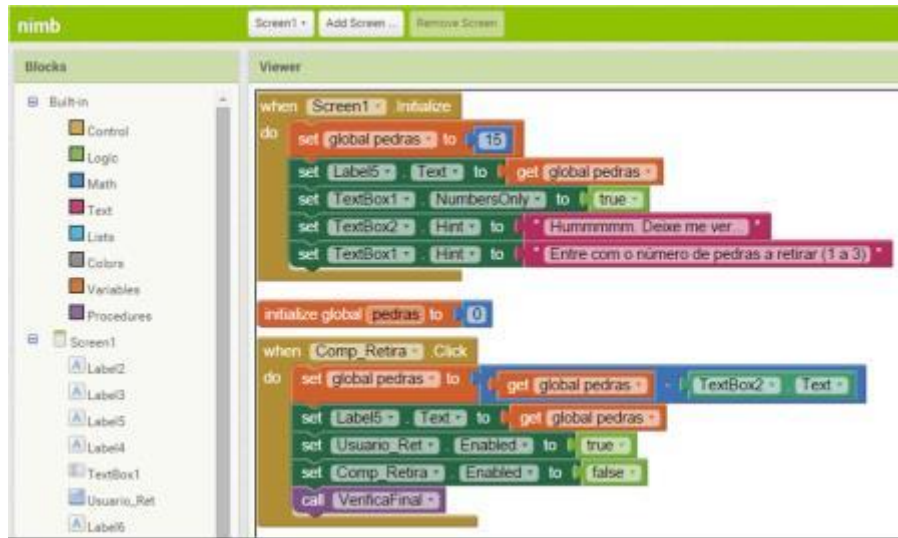 nimb
Screen1 Add Screen ... Remove Screen
Blocks
Viewer
Built-in
Control
Logic
Math
Text
Lists
Colors
Variables
Procedures
Screen1
Label2
Label3
Label5
Label4
TextBox1
Usuario_Ret
Label6
when Screen1 .Initialize
do set global pedras to 15
set Label5 . Text to get global pedras
set TextBox1 . NumbersOnly to true
set TextBox2 . Hint to " Hummmmm. Deixe me ver... "
set TextBox1 . Hint to " Entre com o número de pedras a retirar (1 a 3) "
initialize global pedras to 0
when Comp_Retira .Click
do set global pedras to get global pedras - TextBox2 . Text
set Label5 . Text to get global pedras
set Usuario_Ret . Enabled to true
set Comp_Retira . Enabled to false
call VerificaFinal